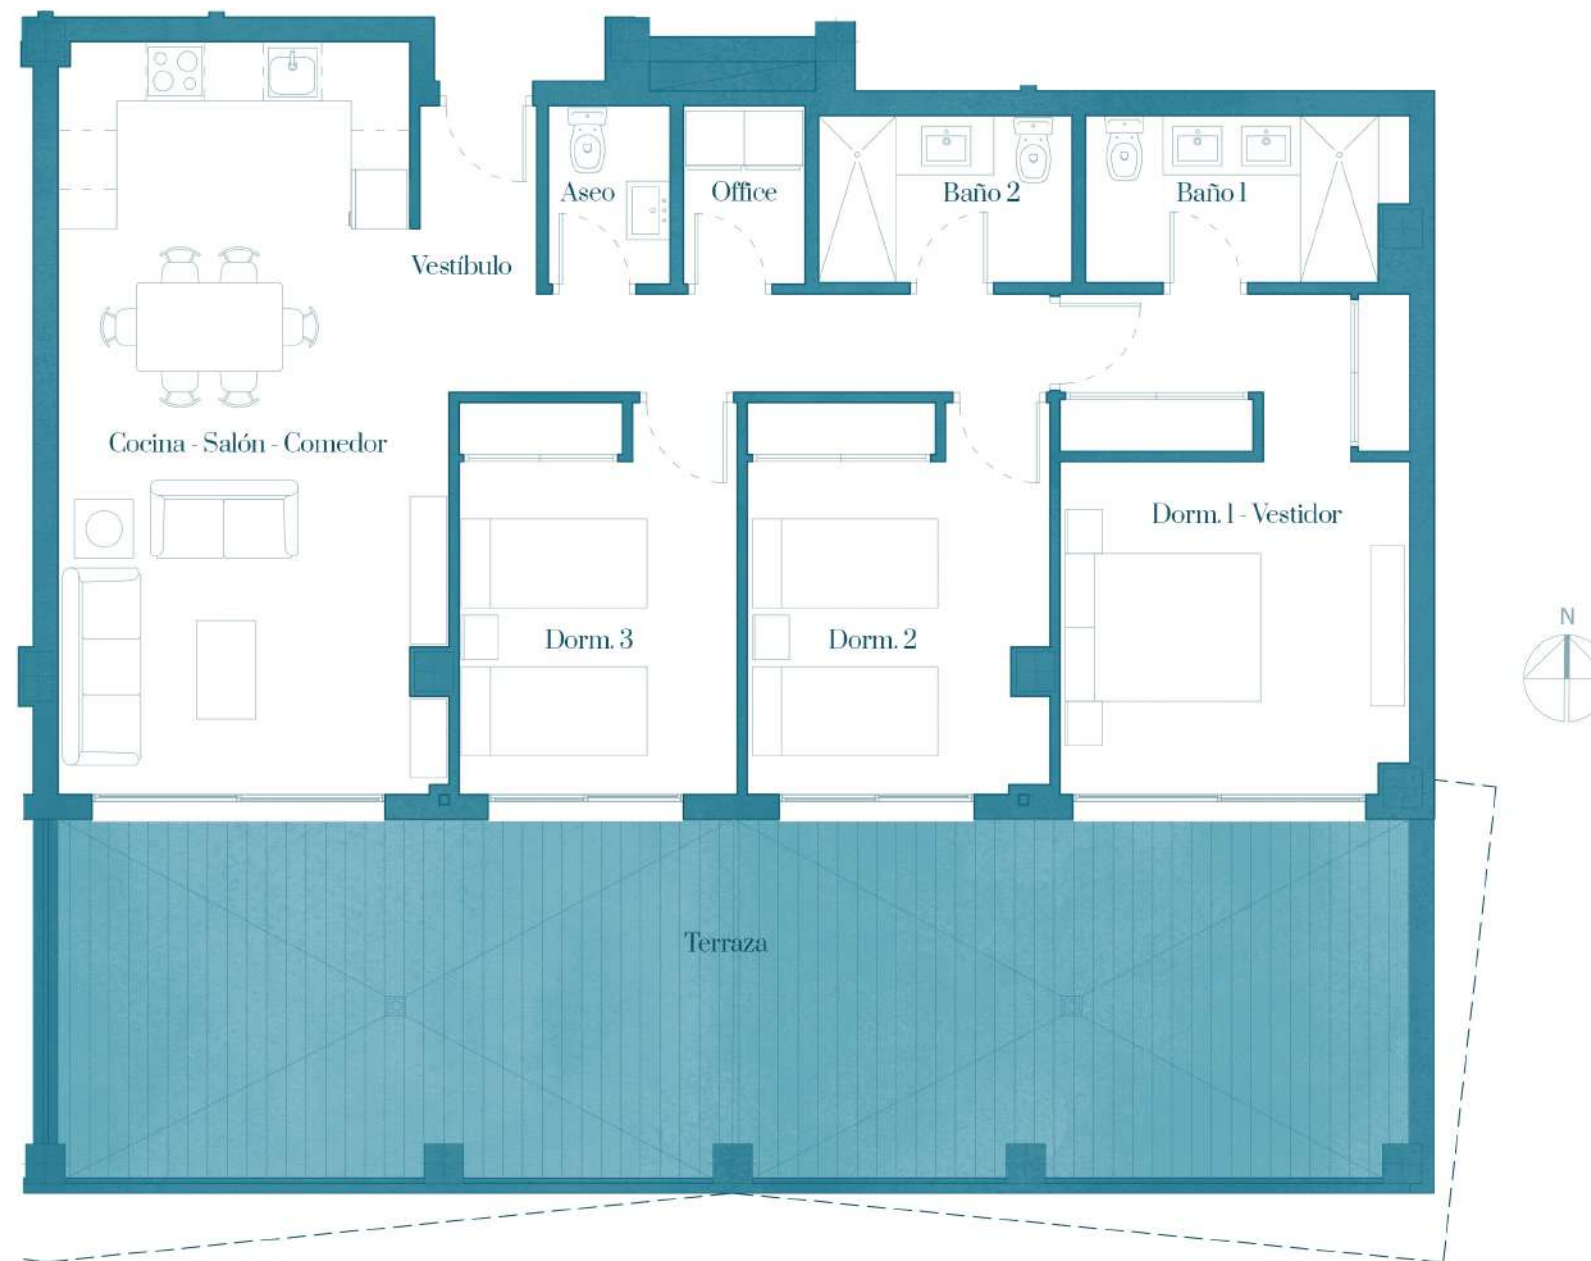 Aseo
Office
Baño 2
Baño 1
Vestíbulo
Cocina - Salón - Comedor
Dorm. 1 - Vestidor
N
Dorm. 3
Dorm. 2
Terraza